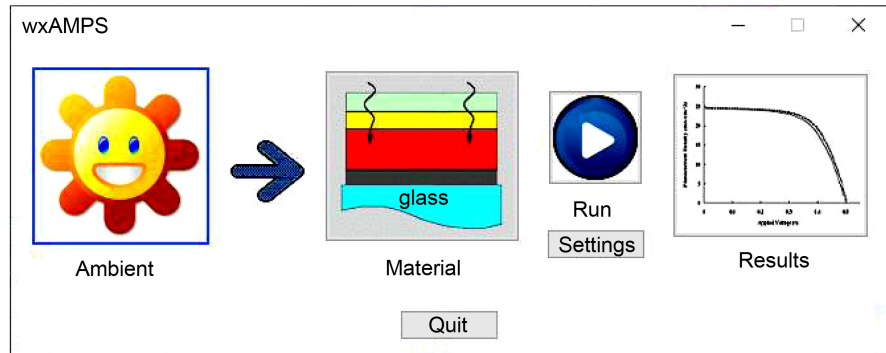 wxAMPS
glass
Run
Settings
Ambient
Material
Results
Quit